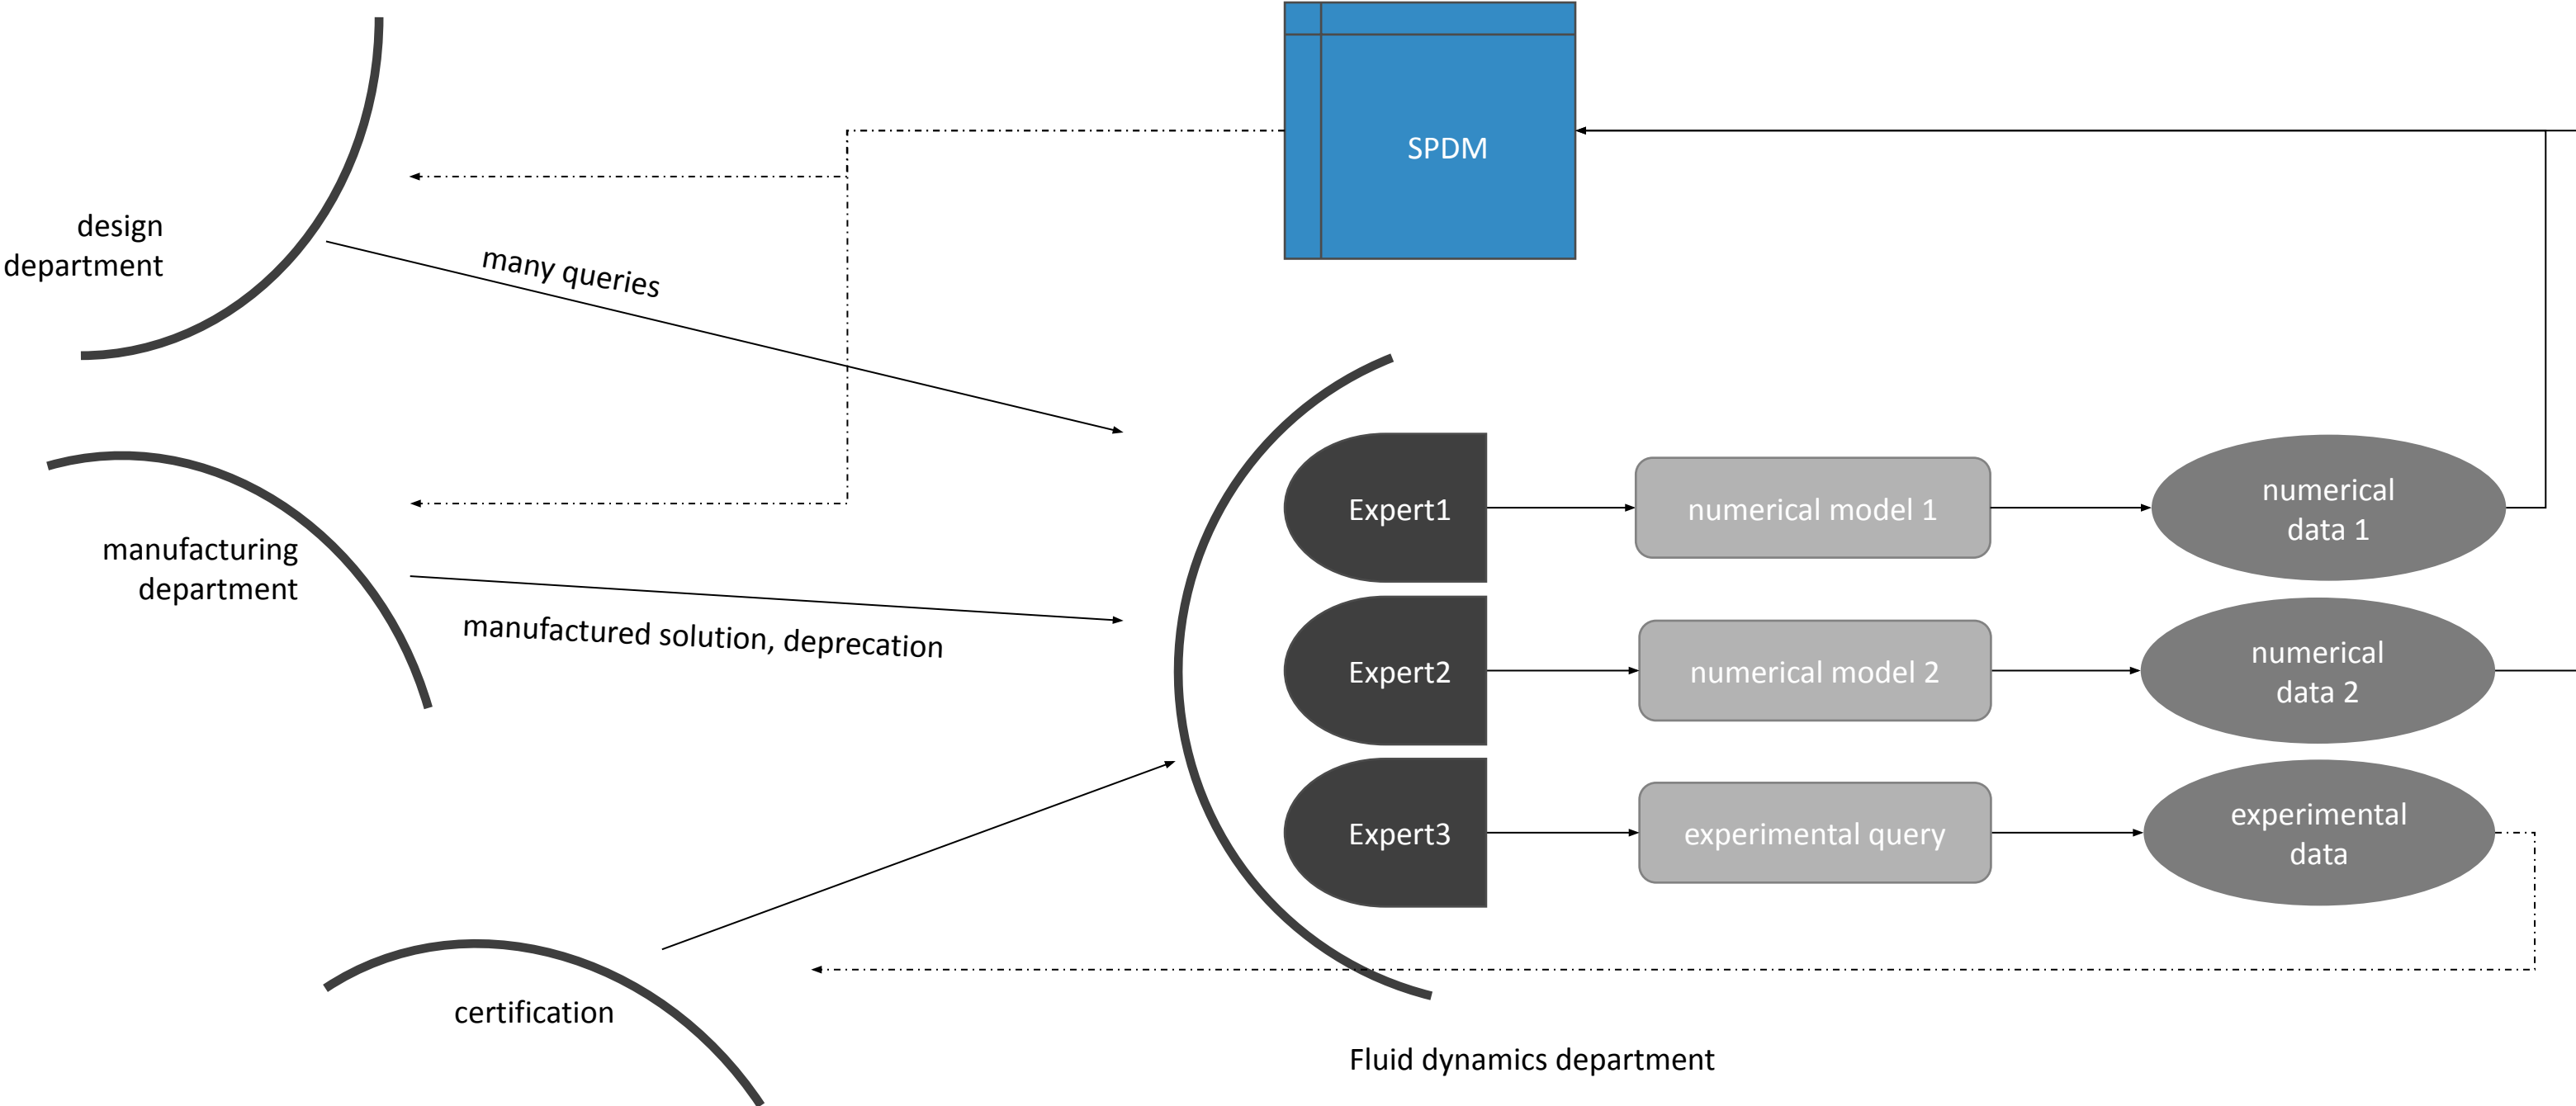 SPDM
design
department
many queries
manufacturing
department
manufactured solution, deprecation
certification
Expert1
numerical model 1
numerical
data 1
Expert2
numerical model 2
numerical
data 2
Expert3
experimental query
experimental
data
Fluid dynamics department